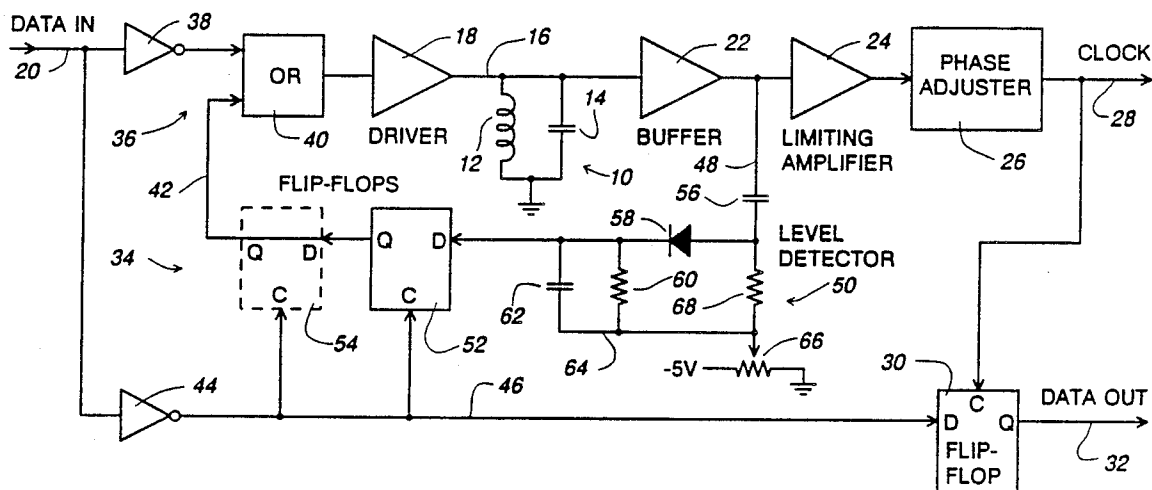 DATA IN
38
20
OR
40
36
18
DRIVER
16
12
14
10
22
BUFFER
24
LIMITING
AMPLIFIER
PHASE
ADJUSTER
26
CLOCK
28
48
56
42
FLIP-FLOPS
34
Q D
C
54
Q D
C
52
58
60
62
64
LEVEL
DETECTOR
68
50
66
-5V
44
46
30
C
D Q
FLIP-
FLOP
DATA OUT
32